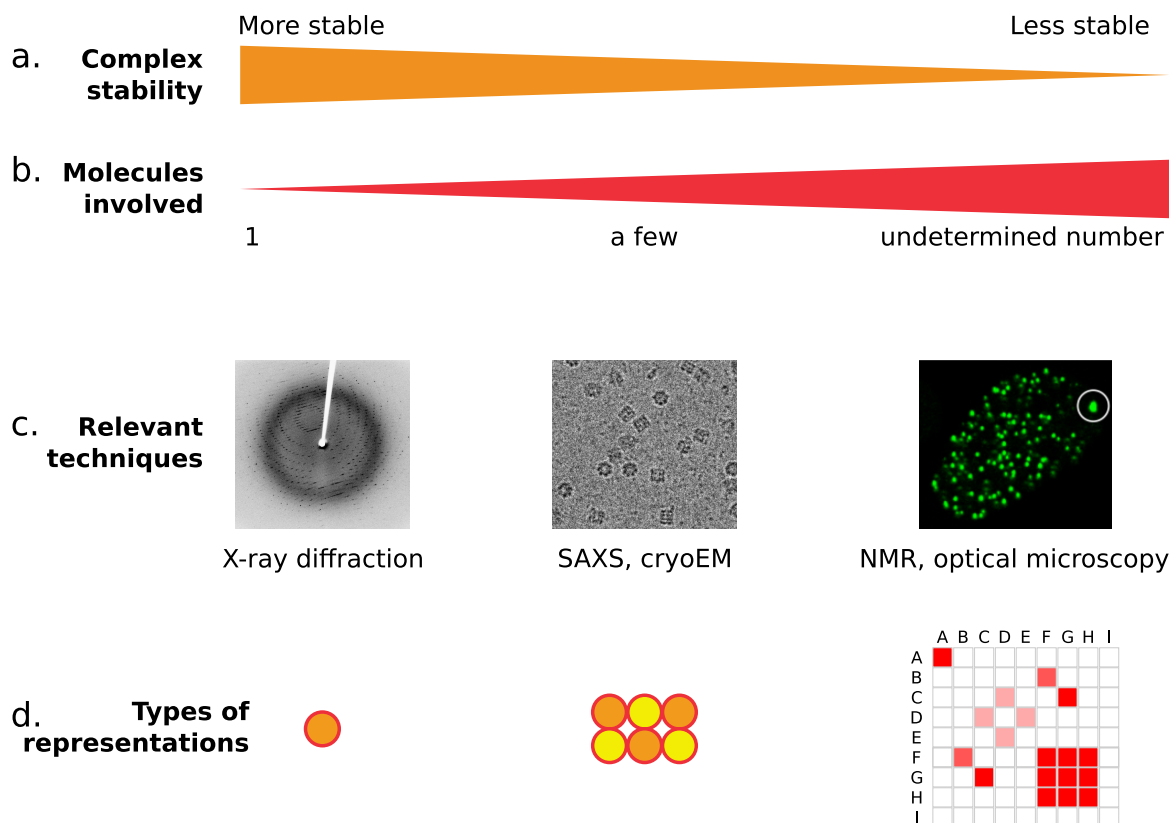 More stable
Less stable
a. Complex
stability
b. Molecules
involved
1
a few
undetermined number
c. Relevant
techniques
X-ray diffraction
SAXS, cryoEM
NMR, optical microscopy
d. Types of
representations
A B C D E F G H I
A
B
C
D
E
F
G
H
I